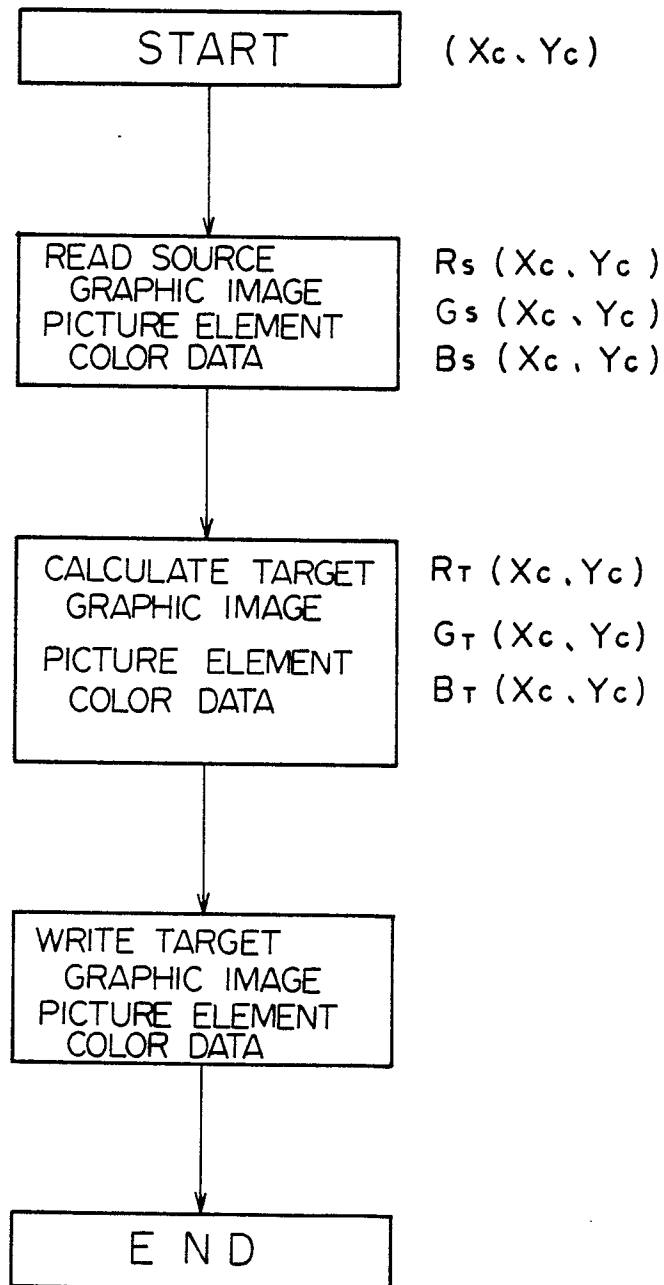 START (Xc、Yc)
READ SOURCE
GRAPHIC IMAGE
PICTURE ELEMENT
COLOR DATA
Rs (Xc、Yc)
Gs (Xc、Yc)
Bs (Xc、Yc)
CALCULATE TARGET
GRAPHIC IMAGE
PICTURE ELEMENT
COLOR DATA
RT (Xc、Yc)
GT (Xc、Yc)
BT (Xc、Yc)
WRITE TARGET
GRAPHIC IMAGE
PICTURE ELEMENT
COLOR DATA
END